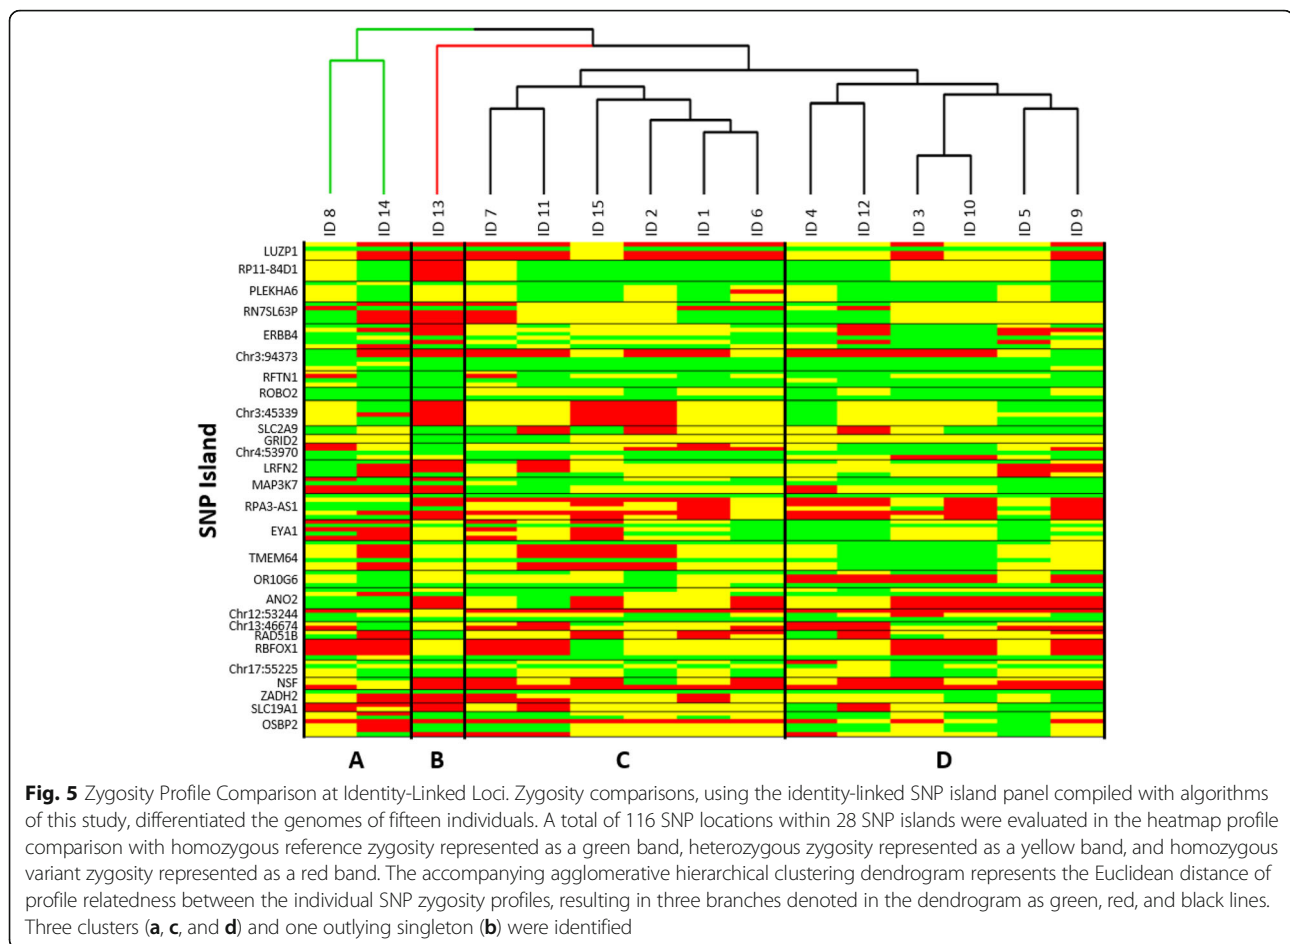 ID 8
ID 14
ID 13
ID 7
ID 11
ID 15
ID 2
ID 1
ID 6
ID 4
ID 12
ID 3
ID 10
ID 5
ID 9
SNP Island
LUZP1
RP11-84D1
PLEKHA6
RN7SL63P
ERBB4
Chr3:94373
RFTN1
ROBO2
Chr3:45339
SLC2A9
GRID2
Chr4:53970
LRFN2
MAP3K7
RPA3-AS1
EYA1
TMEM64
OR10G6
ANO2
Chr12:53244
Chr13:46674
RAD51B
RBFOX1
Chr17:55225
NSF
ZADH2
SLC19A1
OSBP2
A B C D
Fig. 5 Zygosity Profile Comparison at Identity-Linked Loci. Zygosity comparisons, using the identity-linked SNP island panel compiled with algorithms
of this study, differentiated the genomes of fifteen individuals. A total of 116 SNP locations within 28 SNP islands were evaluated in the heatmap profile
comparison with homozygous reference zygosity represented as a green band, heterozygous zygosity represented as a yellow band, and homozygous
variant zygosity represented as a red band. The accompanying agglomerative hierarchical clustering dendrogram represents the Euclidean distance of
profile relatedness between the individual SNP zygosity profiles, resulting in three branches denoted in the dendrogram as green, red, and black lines.
Three clusters (a, c, and d) and one outlying singleton (b) were identified